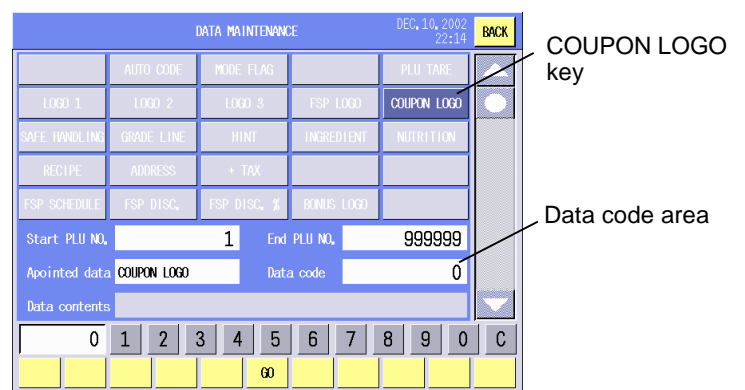 DATA MAINTENANCE DEC,10,2002 BACK
22:14
COUPON LOGO
key
AUTO CODE MODE FLAG PLU TARE
LOGO 1 LOGO 2 LOGO 3 FSP LOGO COUPON LOGO
SAFE HANDLING GRADE LINE HINT INGREDIENT NUTRITION
RECIPE ADDRESS + TAX
FSP SCHEDULE FSP DISC, FSP DISC, % BONUS LOGO
Data code area
Start PLU NO, 1 End PLU NO, 999999
Apointed data COUPON LOGO Data code 0
Data contents
0 1 2 3 4 5 6 7 8 9 0 C
GO